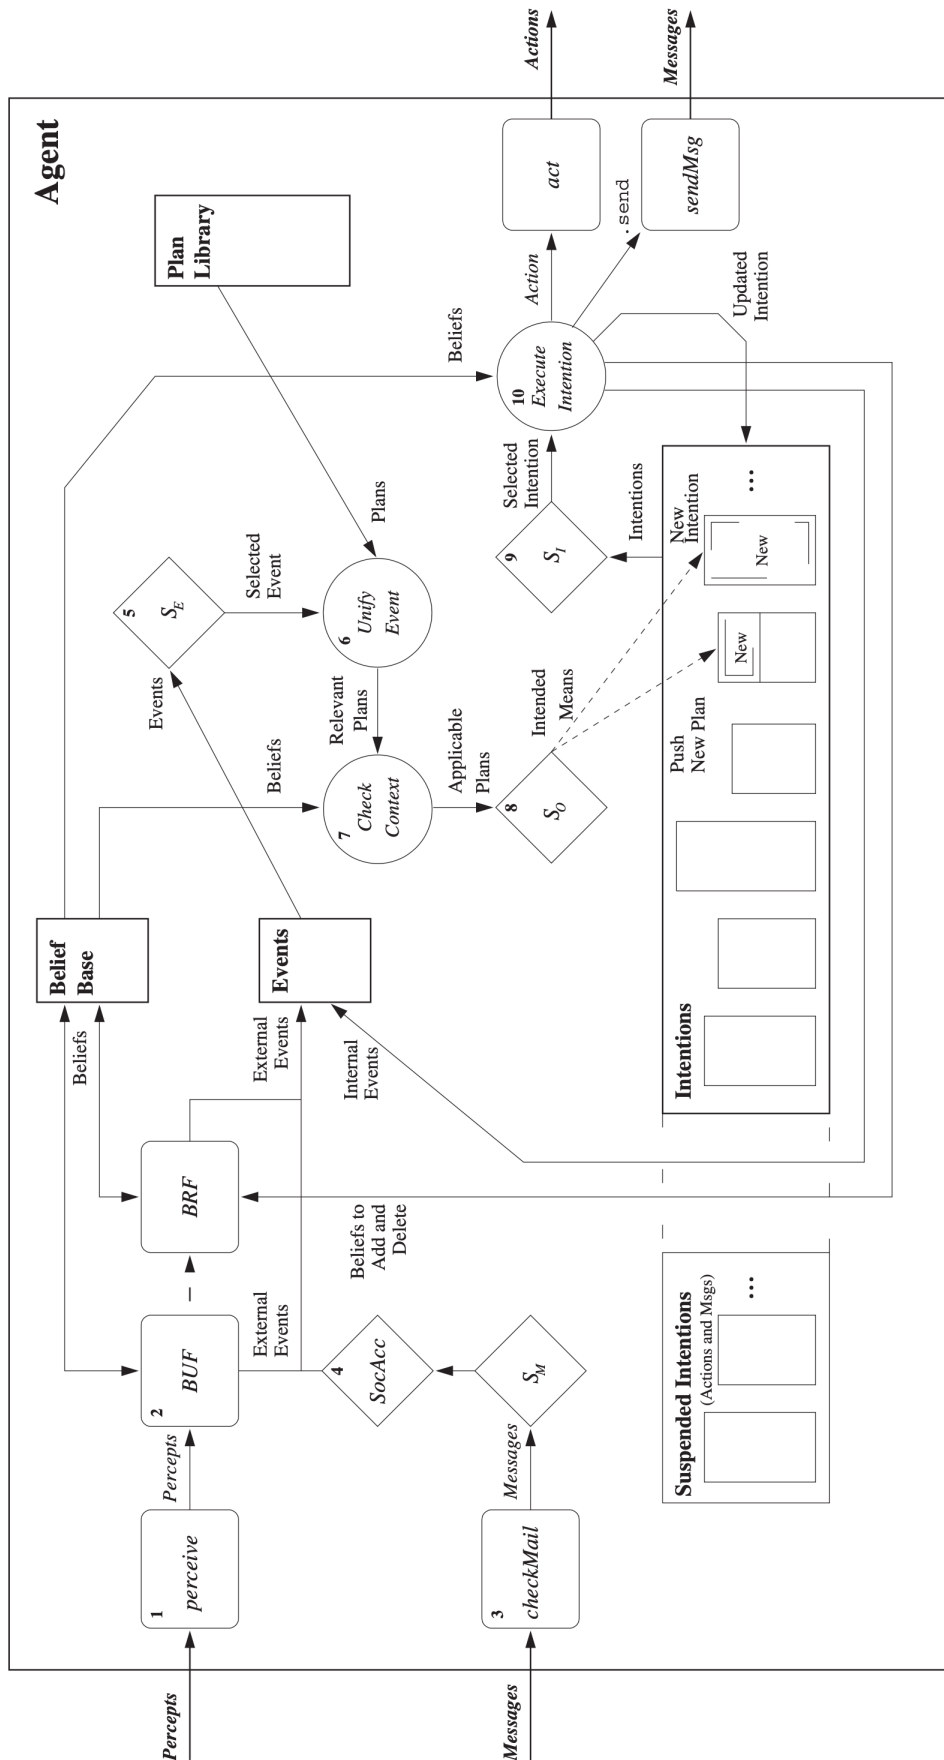 Agent
Percepts
1
perceive
Percepts
2
BUF
BRF
Beliefs
Belief
Base
Beliefs
Beliefs
Plan
Library
Plans
5
S_E
Events
Selected
Event
External
Events
External
Events
Events
Internal
Events
Beliefs to
Add and
Delete
4
SocAcc
S_M
Messages
3
checkMail
Messages
6
Unify
Event
Relevant
Plans
7
Check
Context
Applicable
Plans
8
S_O
Intended
Means
9
S_I
Selected
Intention
10
Execute
Intention
Action
act
Actions
.send
sendMsg
Messages
Updated
Intention
Intentions
Suspended Intentions
(Actions and Msgs)
...
Intentions
Push
New Plan
New
New
Intention
New
...